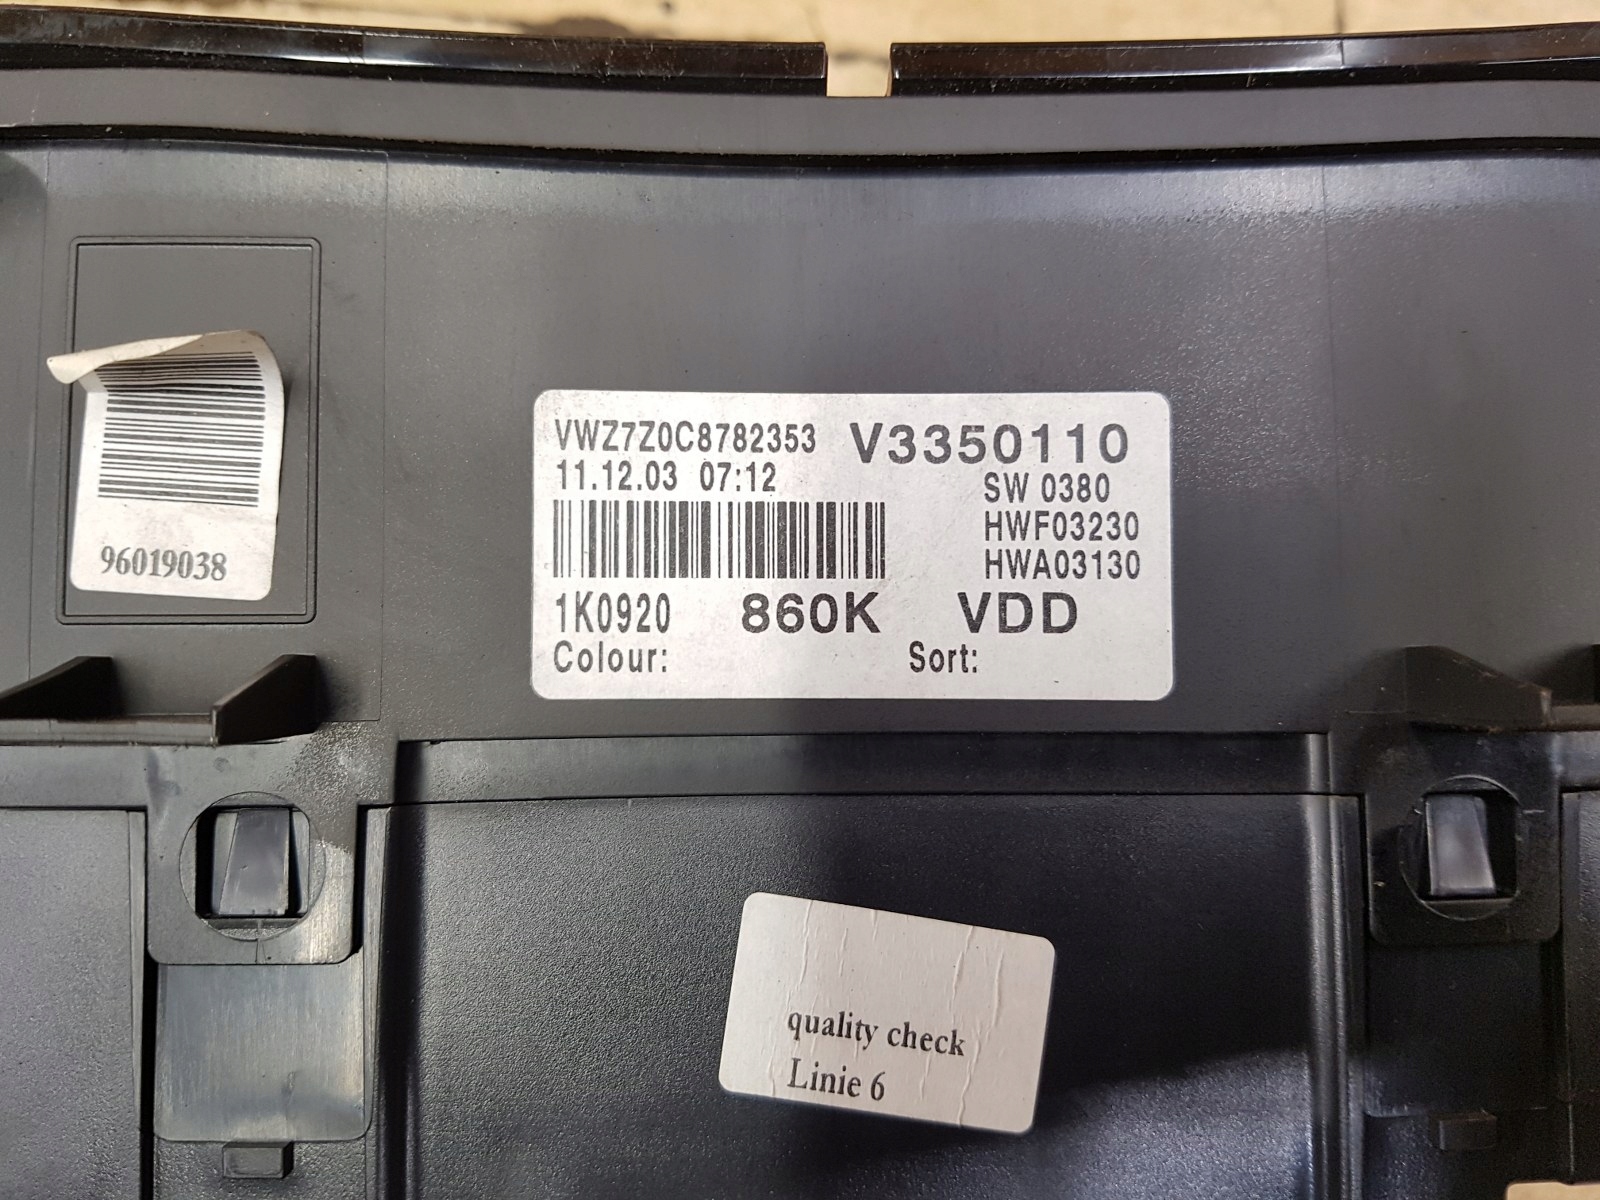 VWZ7Z0C8782353 V3350110
11.12.03 07:12 SW 0380
HWF03230
HWA03130
1K0920 860K VDD
Colour: Sort:
96019038
quality check
Linie 6